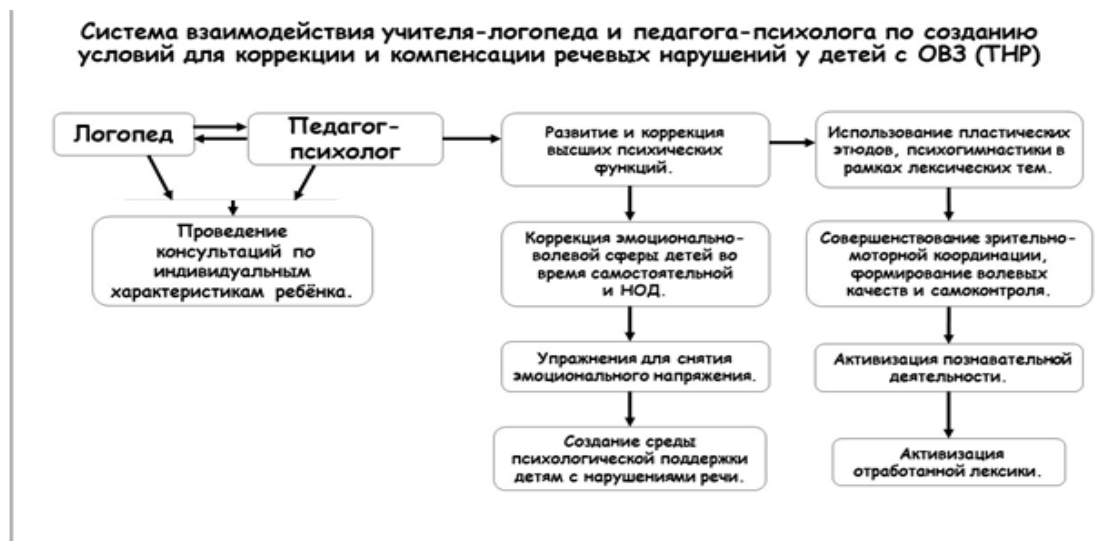 Система взаимодействия учителя-логопеда и педагога-психолога по созданию
условий для коррекции и компенсации речевых нарушений у детей с ОВЗ (ТНР)
Логопед
Педагог-
психолог
Проведение
консультаций по
индивидуальным
характеристикам ребёнка.
Развитие и коррекция
высших психических
функций.
Коррекция эмоционально-
волевой сферы детей во
время самостоятельной
и НОД.
Упражнения для снятия
эмоционального напряжения.
Создание среды
психологической поддержки
детям с нарушениями речи.
Использование пластических
этюдов, психогимнастики в
рамках лексических тем.
Совершенствование зрительно-
моторной координации,
формирование волевых
качеств и самоконтроля.
Активизация познавательной
деятельности.
Активизация
отработанной лексики.